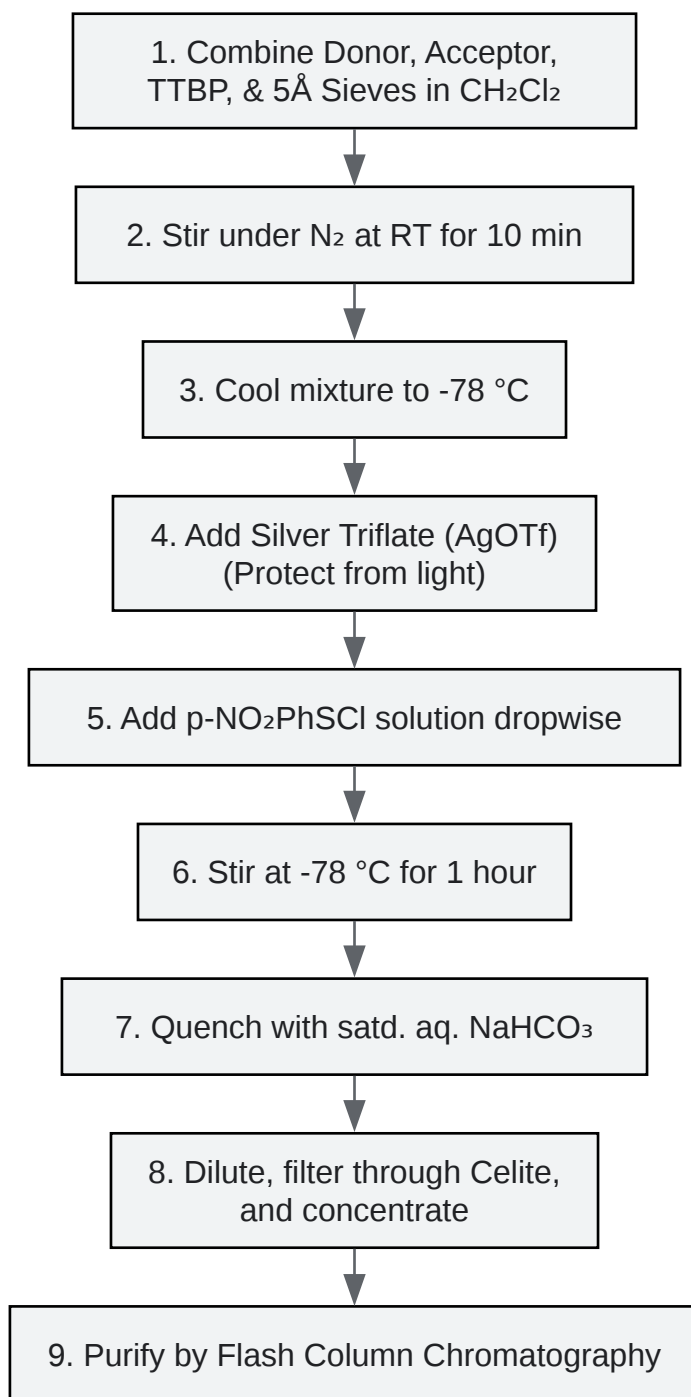 1. Combine Donor, Acceptor,
TTBP, & 5Å Sieves in CH₂Cl₂
2. Stir under N₂ at RT for 10 min
3. Cool mixture to -78 °C
4. Add Silver Triflate (AgOTf)
(Protect from light)
5. Add p-NO₂PhSCl solution dropwise
6. Stir at -78 °C for 1 hour
7. Quench with satd. aq. NaHCO₃
8. Dilute, filter through Celite,
and concentrate
9. Purify by Flash Column Chromatography